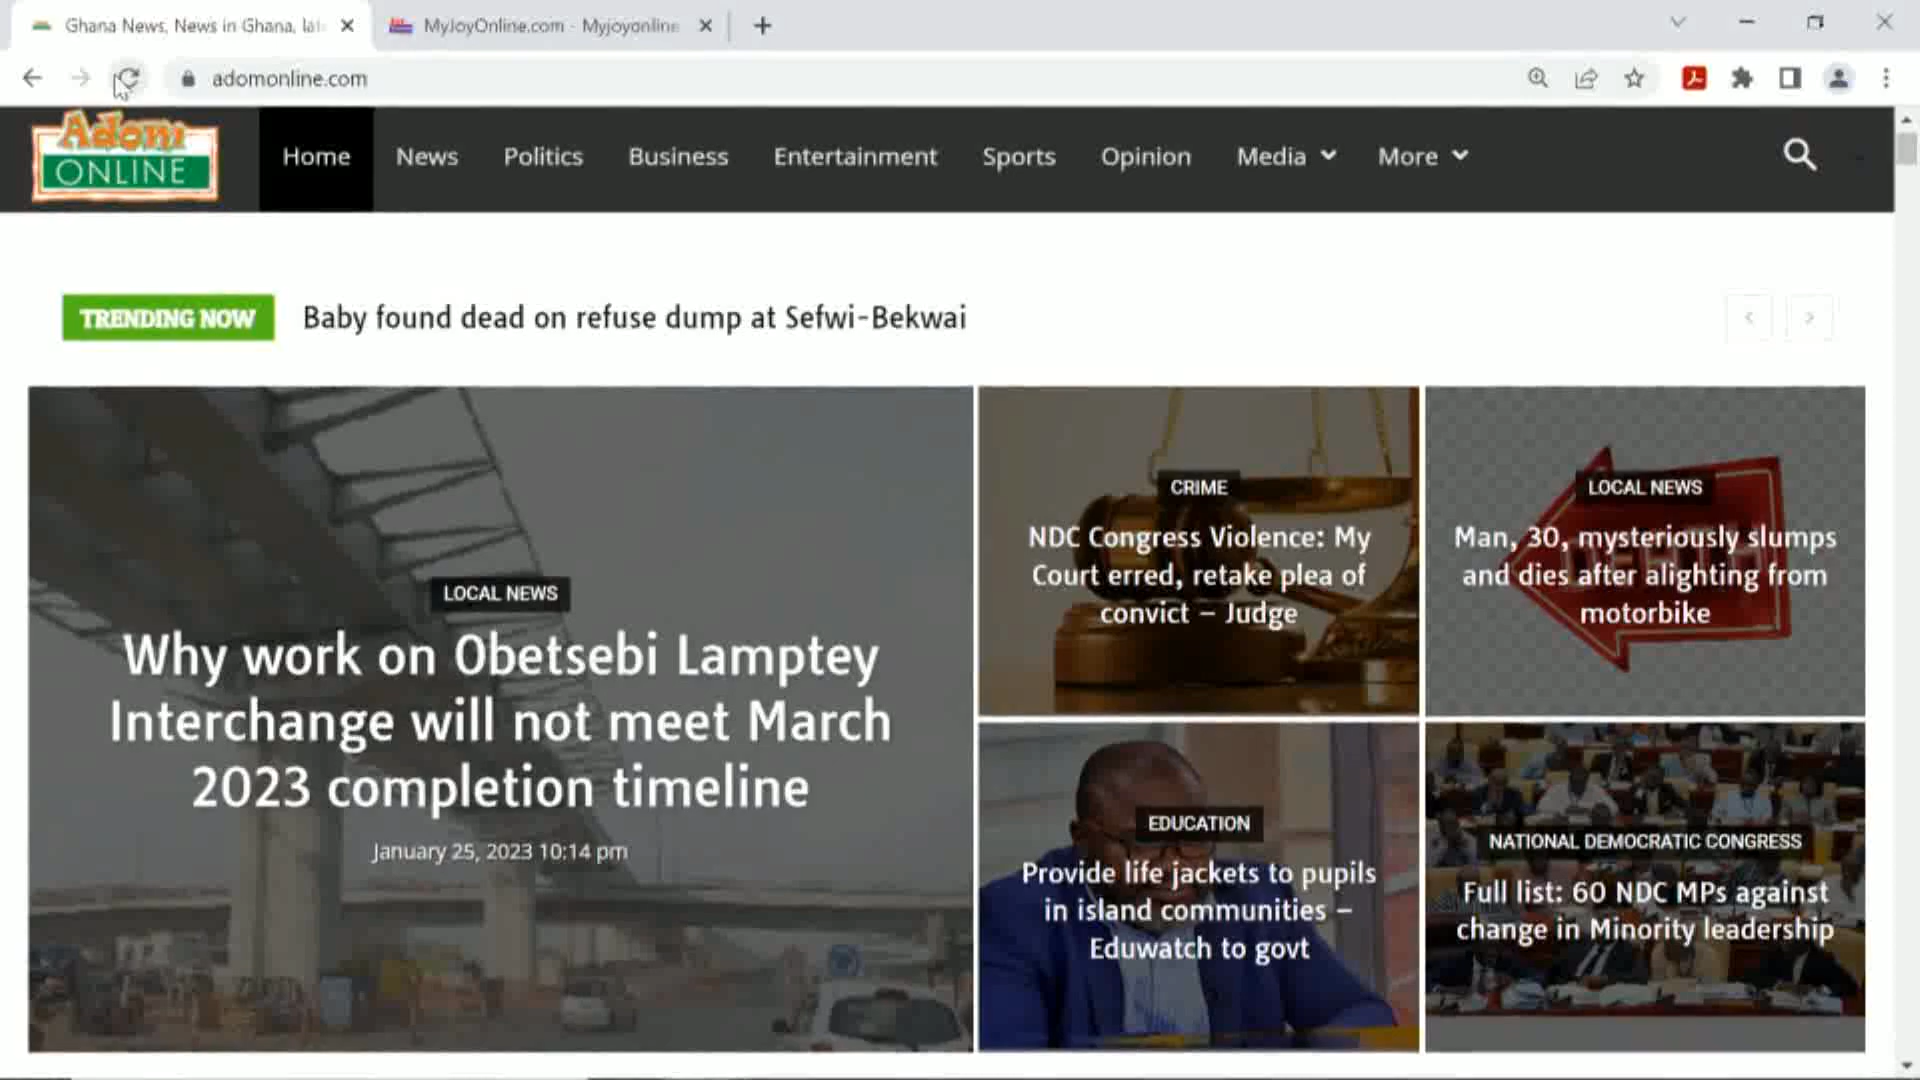 Ghana News, News in Ghana, lat
MyJoyOnline.com - Myjoyonline
adomonline.com
Adom
ONLINE
Home News Politics Business Entertainment Sports Opinion Media More
TRENDING NOW Baby found dead on refuse dump at Sefwi-Bekwai
LOCAL NEWS
Why work on Obetsebi Lamptey
Interchange will not meet March
2023 completion timeline
January 25, 2023 10:14 pm
CRIME
NDC Congress Violence: My
Court erred, retake plea of
convict – Judge
LOCAL NEWS
Man, 30, mysteriously slumps
and dies after alighting from
motorbike
DEATH
EDUCATION
Provide life jackets to pupils
in island communities –
Eduwatch to govt
NATIONAL DEMOCRATIC CONGRESS
Full list: 60 NDC MPs against
change in Minority leadership